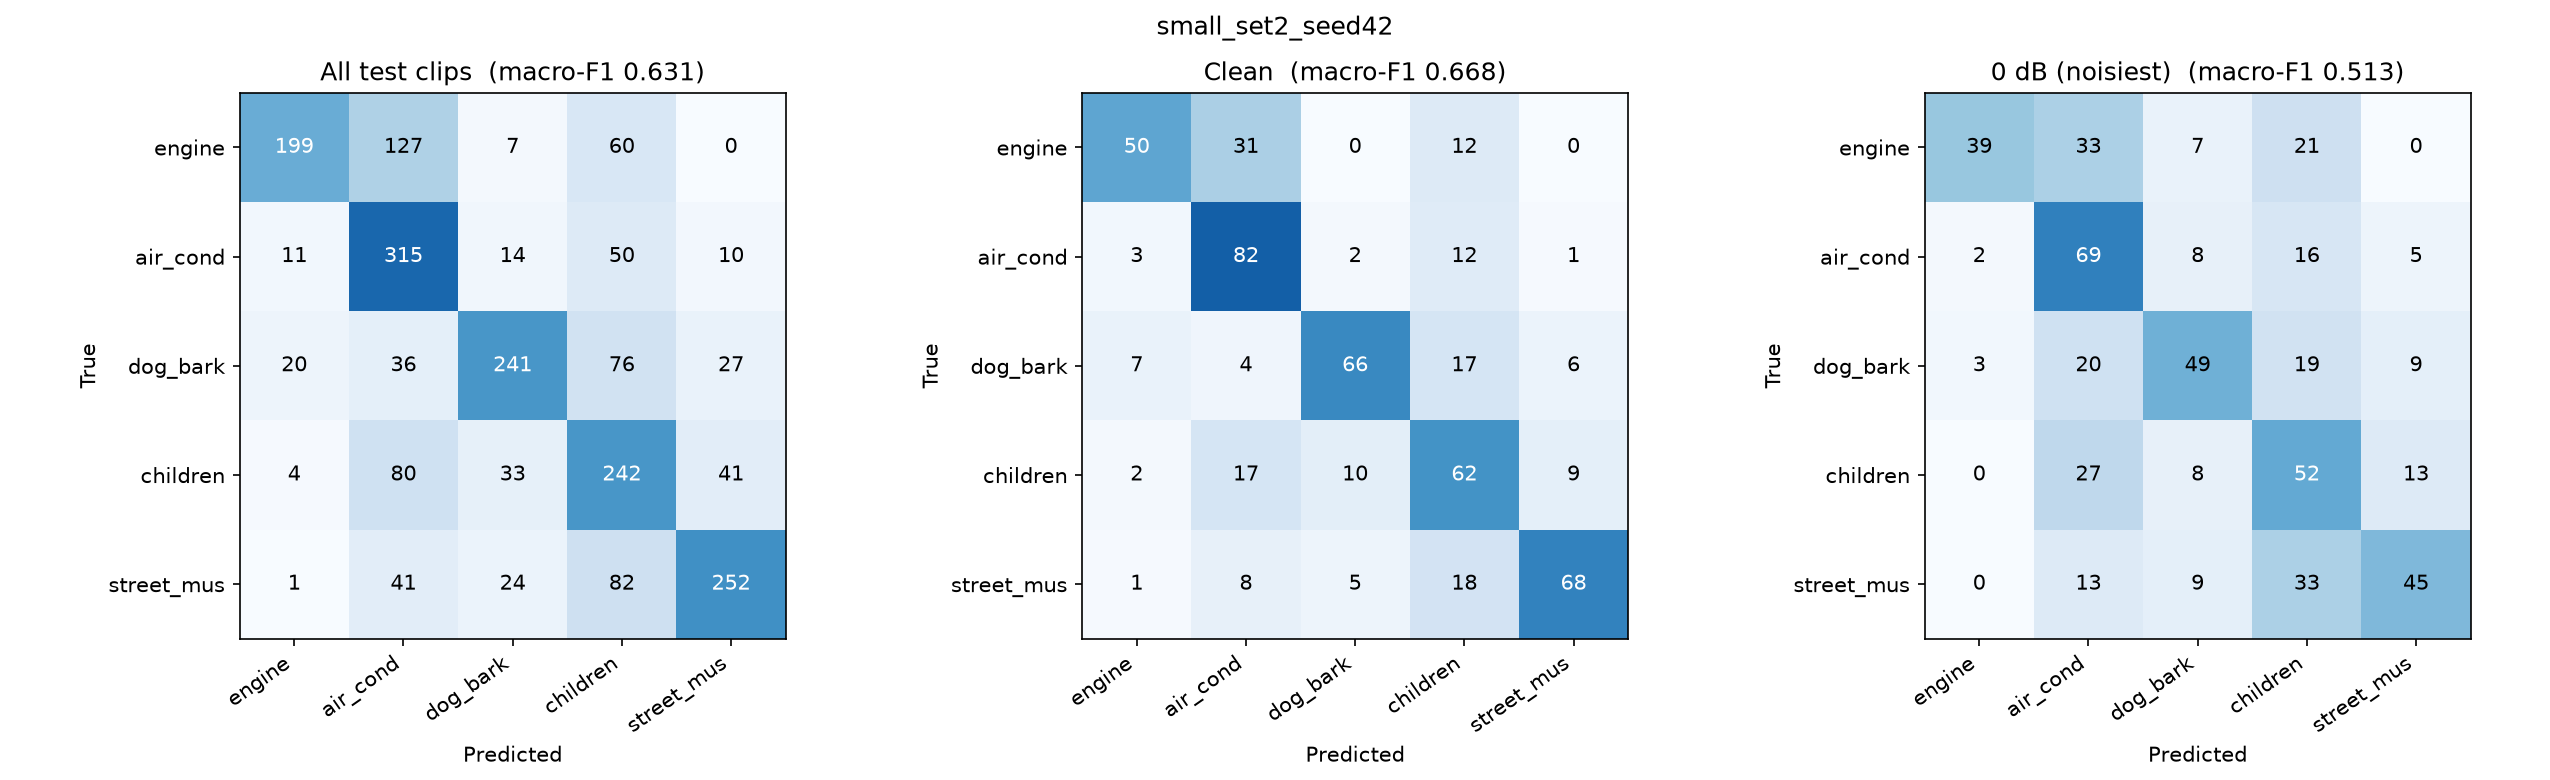 small_set2_seed42
All test clips  (macro-F1 0.631)
True
engine 199 127 7 60 0
air_cond 11 315 14 50 10
dog_bark 20 36 241 76 27
children 4 80 33 242 41
street_mus 1 41 24 82 252
engine air_cond dog_bark children street_mus
Predicted
Clean  (macro-F1 0.668)
True
engine 50 31 0 12 0
air_cond 3 82 2 12 1
dog_bark 7 4 66 17 6
children 2 17 10 62 9
street_mus 1 8 5 18 68
engine air_cond dog_bark children street_mus
Predicted
0 dB (noisiest)  (macro-F1 0.513)
True
engine 39 33 7 21 0
air_cond 2 69 8 16 5
dog_bark 3 20 49 19 9
children 0 27 8 52 13
street_mus 0 13 9 33 45
engine air_cond dog_bark children street_mus
Predicted